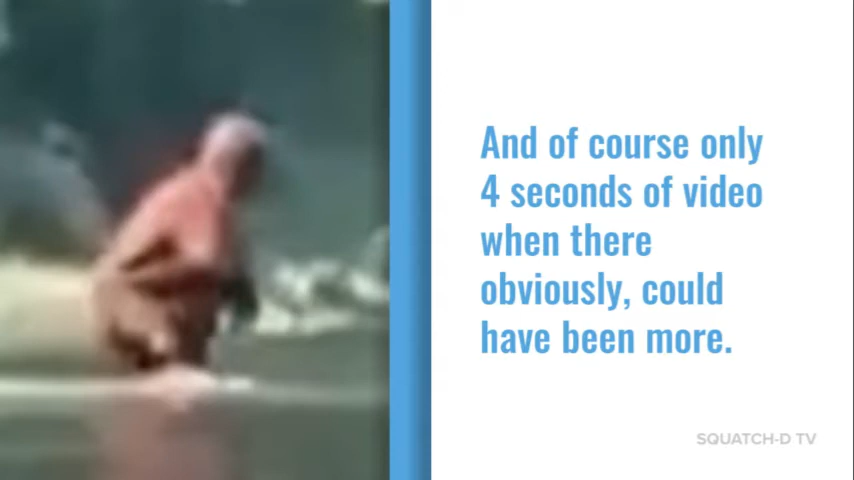 And of course only
4 seconds of video
when there
obviously, could
have been more.
SQUATCH-D TV